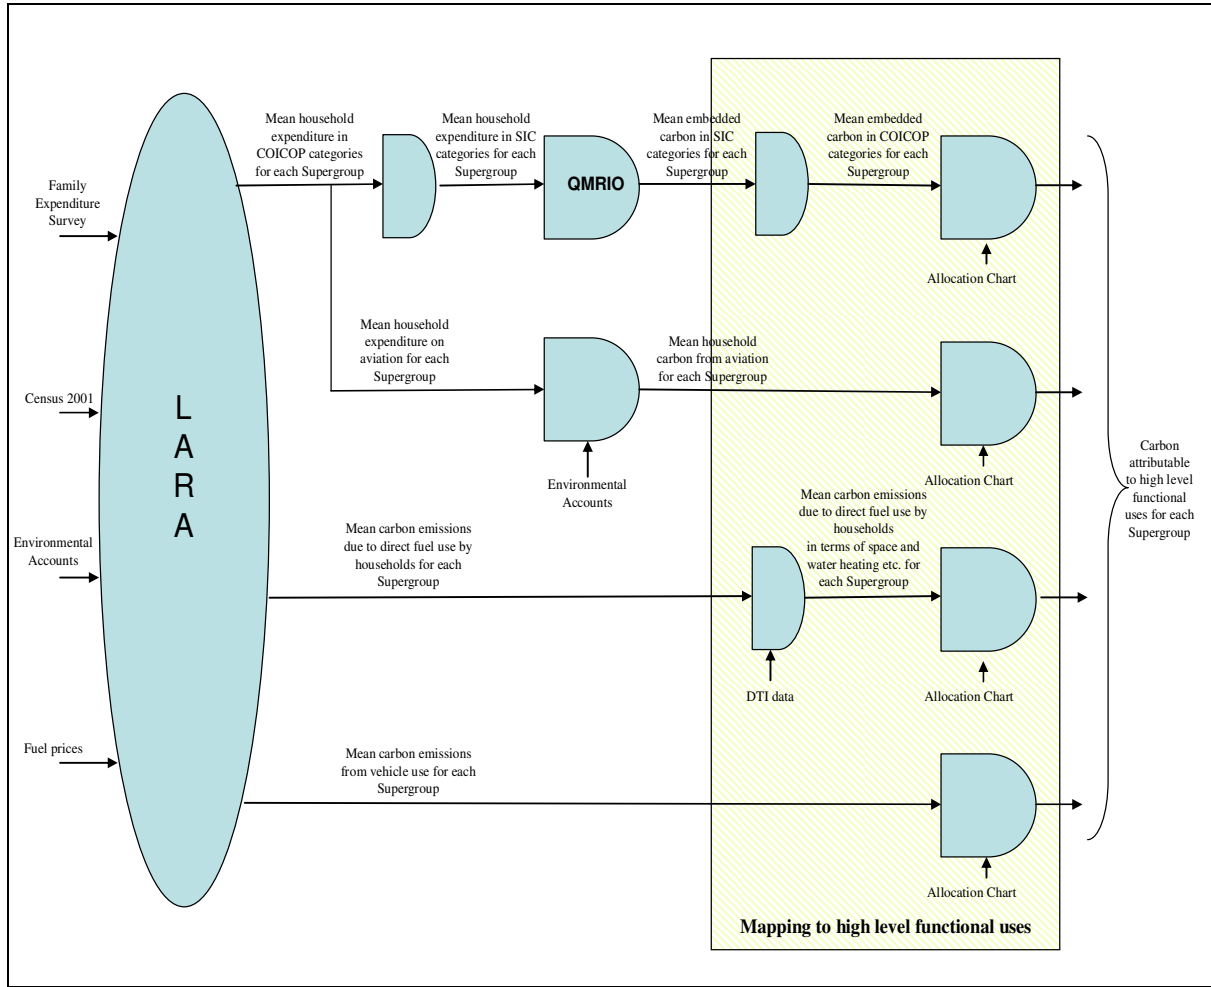 Mean household
expenditure in
COICOP categories
for each Supergroup
Mean household
expenditure in SIC
categories for each
Supergroup
Mean embedded
carbon in SIC
categories for each
Supergroup
Mean embedded
carbon in COICOP
categories for each
Supergroup
Family
Expenditure
Survey
QMRIO
Allocation Chart
Mean household
expenditure on
aviation for each
Supergroup
Mean household
carbon from aviation
for each Supergroup
Census 2001
L
A
R
A
Environmental
Accounts
Allocation Chart
Carbon
attributable
to high level
functional
uses for each
Supergroup
Environmental
Accounts
Mean carbon emissions
due to direct fuel use by
households for each
Supergroup
Mean carbon emissions
due to direct fuel use by
households
in terms of space and
water heating etc. for
each Supergroup
DTI data
Allocation Chart
Fuel prices
Mean carbon emissions
from vehicle use for each
Supergroup
Allocation Chart
Mapping to high level functional uses